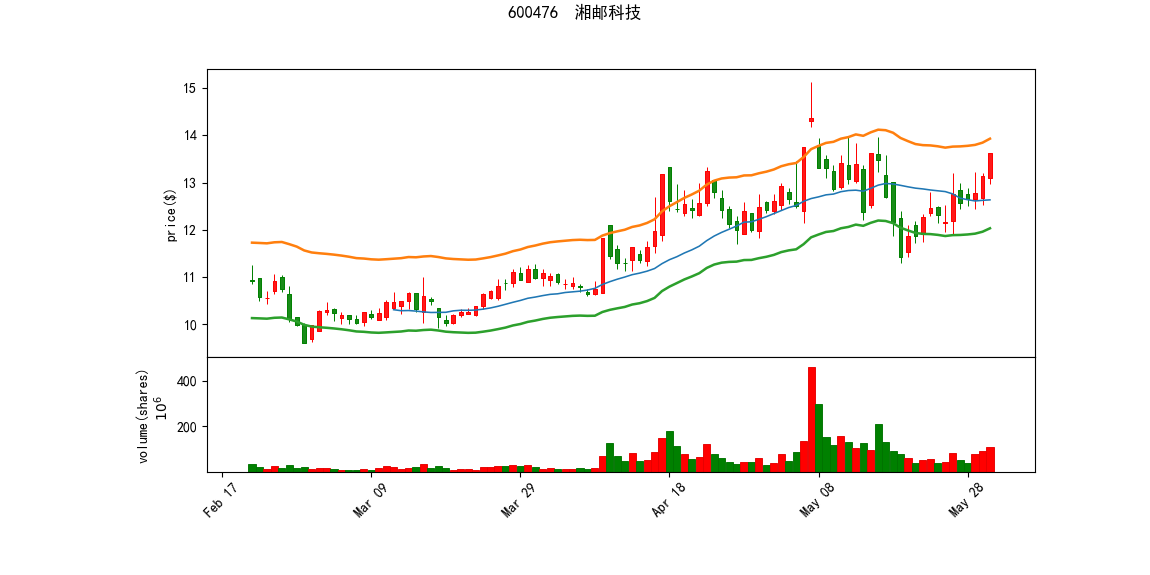 600476 湘邮科技
15
14
13
12
11
10
price($)
400
200
volume(shares)
10^6
Feb 17
Mar 09
Mar 29
Apr 18
May 08
May 28